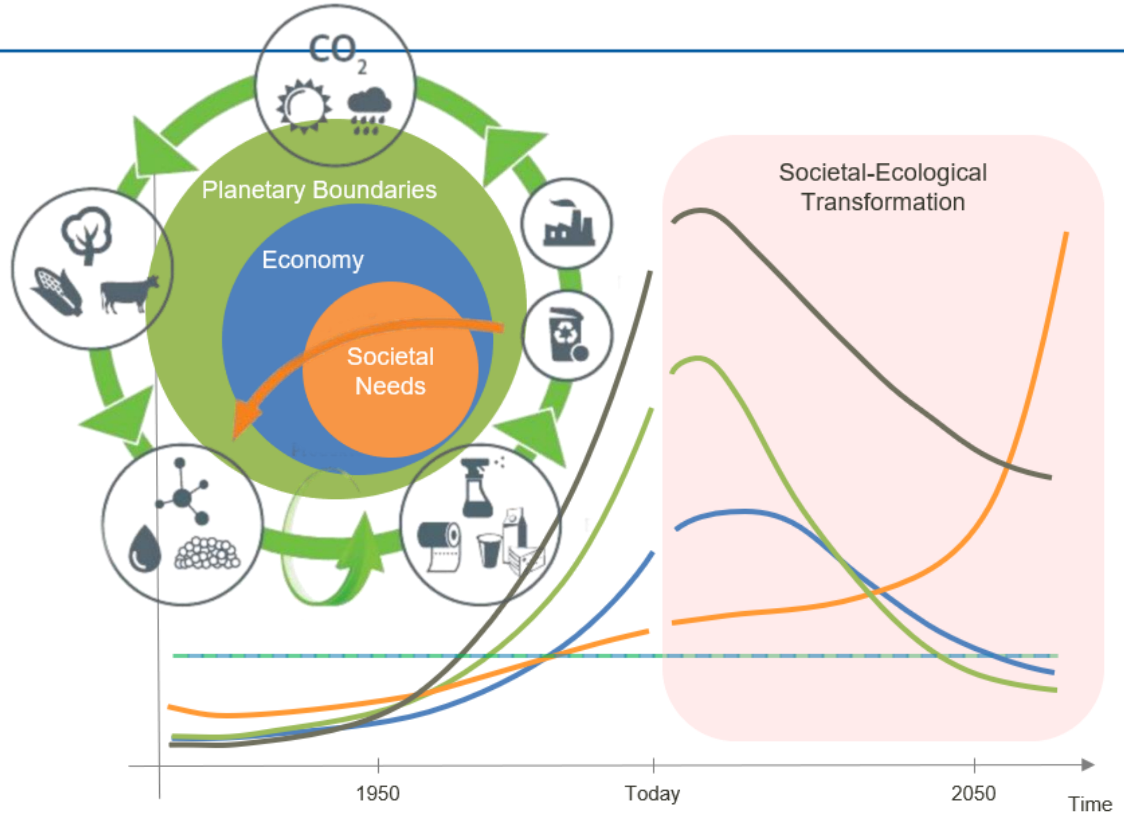 CO2
Planetary Boundaries
Economy
Societal
Needs
Societal-Ecological
Transformation
1950
Today
2050
Time